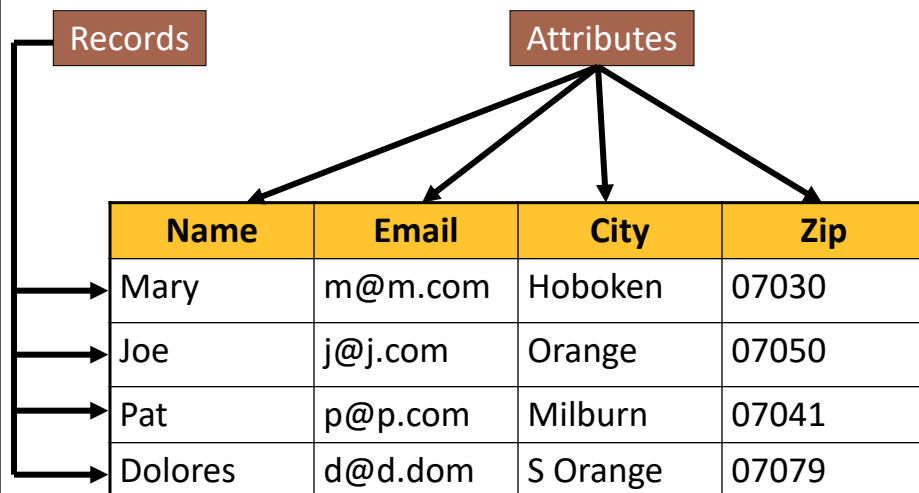 Records Attributes
Name Email City Zip
Mary m@m.com Hoboken 07030
Joe j@j.com Orange 07050
Pat p@p.com Milburn 07041
Dolores d@d.dom S Orange 07079